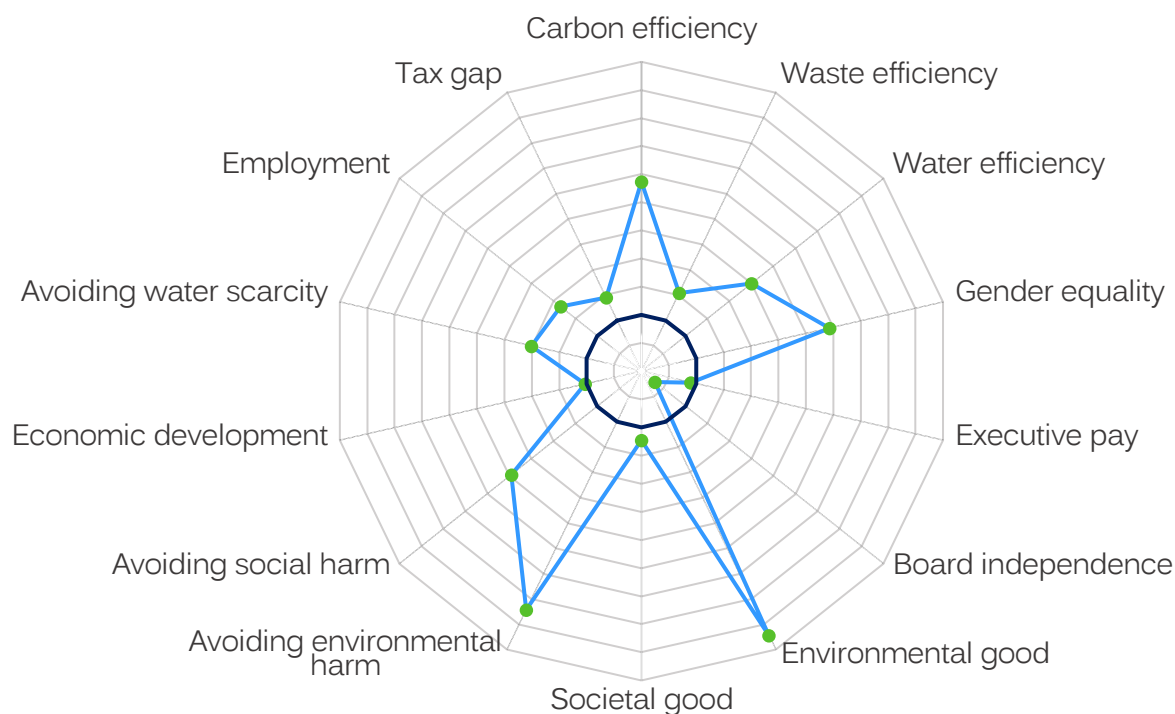 Carbon efficiency
Tax gap
Waste efficiency
Employment
Water efficiency
Avoiding water scarcity
Gender equality
Economic development
Executive pay
Avoiding social harm
Board independence
Avoiding environmental
harm
Environmental good
Societal good